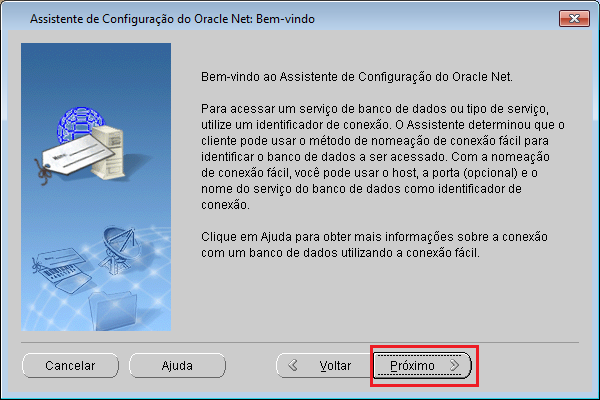 Assistente de Configuração do Oracle Net: Bem-vindo
Bem-vindo ao Assistente de Configuração do Oracle Net.
Para acessar um serviço de banco de dados ou tipo de serviço,
utilize um identificador de conexão. O Assistente determinou que o
cliente pode usar o método de nomeação de conexão fácil para
identificar o banco de dados a ser acessado. Com a nomeação
de conexão fácil, você pode usar o host, a porta (opcional) e o
nome do serviço do banco de dados como identificador de
conexão.
Clique em Ajuda para obter mais informações sobre a conexão
com um banco de dados utilizando a conexão fácil.
Cancelar
Ajuda
Voltar
Próximo